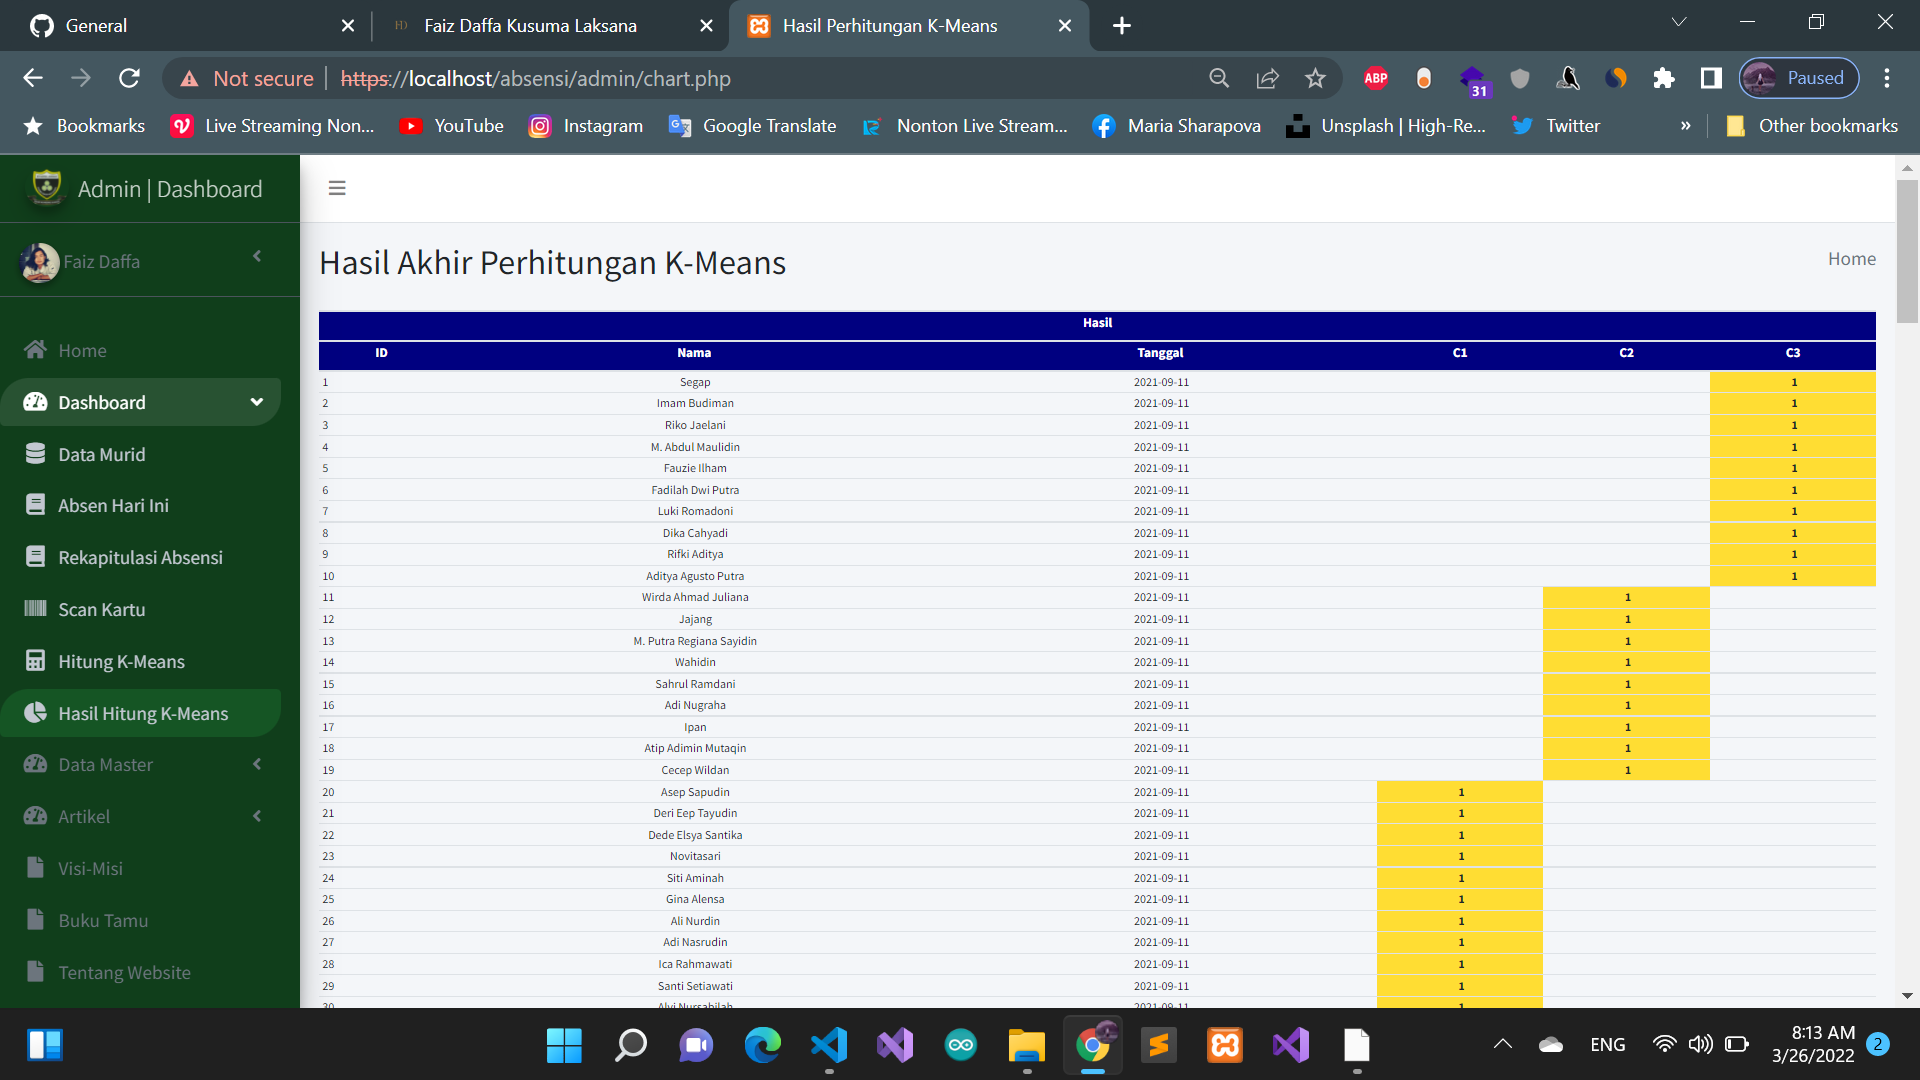 General
Faiz Daffa Kusuma Laksana
Hasil Perhitungan K-Means
Not secure
https://localhost/absensi/admin/chart.php
ABP
31
Paused
Bookmarks
Live Streaming Non...
YouTube
Instagram
Google Translate
Nonton Live Stream...
Maria Sharapova
Unsplash | High-Re...
Twitter
»
Other bookmarks
Admin | Dashboard
Faiz Daffa
Home
Dashboard
Data Murid
Absen Hari Ini
Rekapitulasi Absensi
Scan Kartu
Hitung K-Means
Hasil Hitung K-Means
Data Master
Artikel
Visi-Misi
Buku Tamu
Tentang Website
Hasil Akhir Perhitungan K-Means
Home
Hasil
ID Nama Tanggal C1 C2 C3
1 Segap 2021-09-11 1
2 Imam Budiman 2021-09-11 1
3 Riko Jaelani 2021-09-11 1
4 M. Abdul Maulidin 2021-09-11 1
5 Fauzie Ilham 2021-09-11 1
6 Fadilah Dwi Putra 2021-09-11 1
7 Luki Romadoni 2021-09-11 1
8 Dika Cahyadi 2021-09-11 1
9 Rifki Aditya 2021-09-11 1
10 Aditya Agusto Putra 2021-09-11 1
11 Wirda Ahmad Juliana 2021-09-11 1
12 Jajang 2021-09-11 1
13 M. Putra Regiana Sayidin 2021-09-11 1
14 Wahidin 2021-09-11 1
15 Sahrul Ramdani 2021-09-11 1
16 Adi Nugraha 2021-09-11 1
17 Ipan 2021-09-11 1
18 Atip Adimin Mutaqin 2021-09-11 1
19 Cecep Wildan 2021-09-11 1
20 Asep Sapudin 2021-09-11 1
21 Deri Eep Tayudin 2021-09-11 1
22 Dede Elsya Santika 2021-09-11 1
23 Novitasari 2021-09-11 1
24 Siti Aminah 2021-09-11 1
25 Gina Alensa 2021-09-11 1
26 Ali Nurdin 2021-09-11 1
27 Adi Nasrudin 2021-09-11 1
28 Ica Rahmawati 2021-09-11 1
29 Santi Setiawati 2021-09-11 1
30 Alvi Nursabilah 2021-09-11 1
ENG
8:13 AM
3/26/2022
2